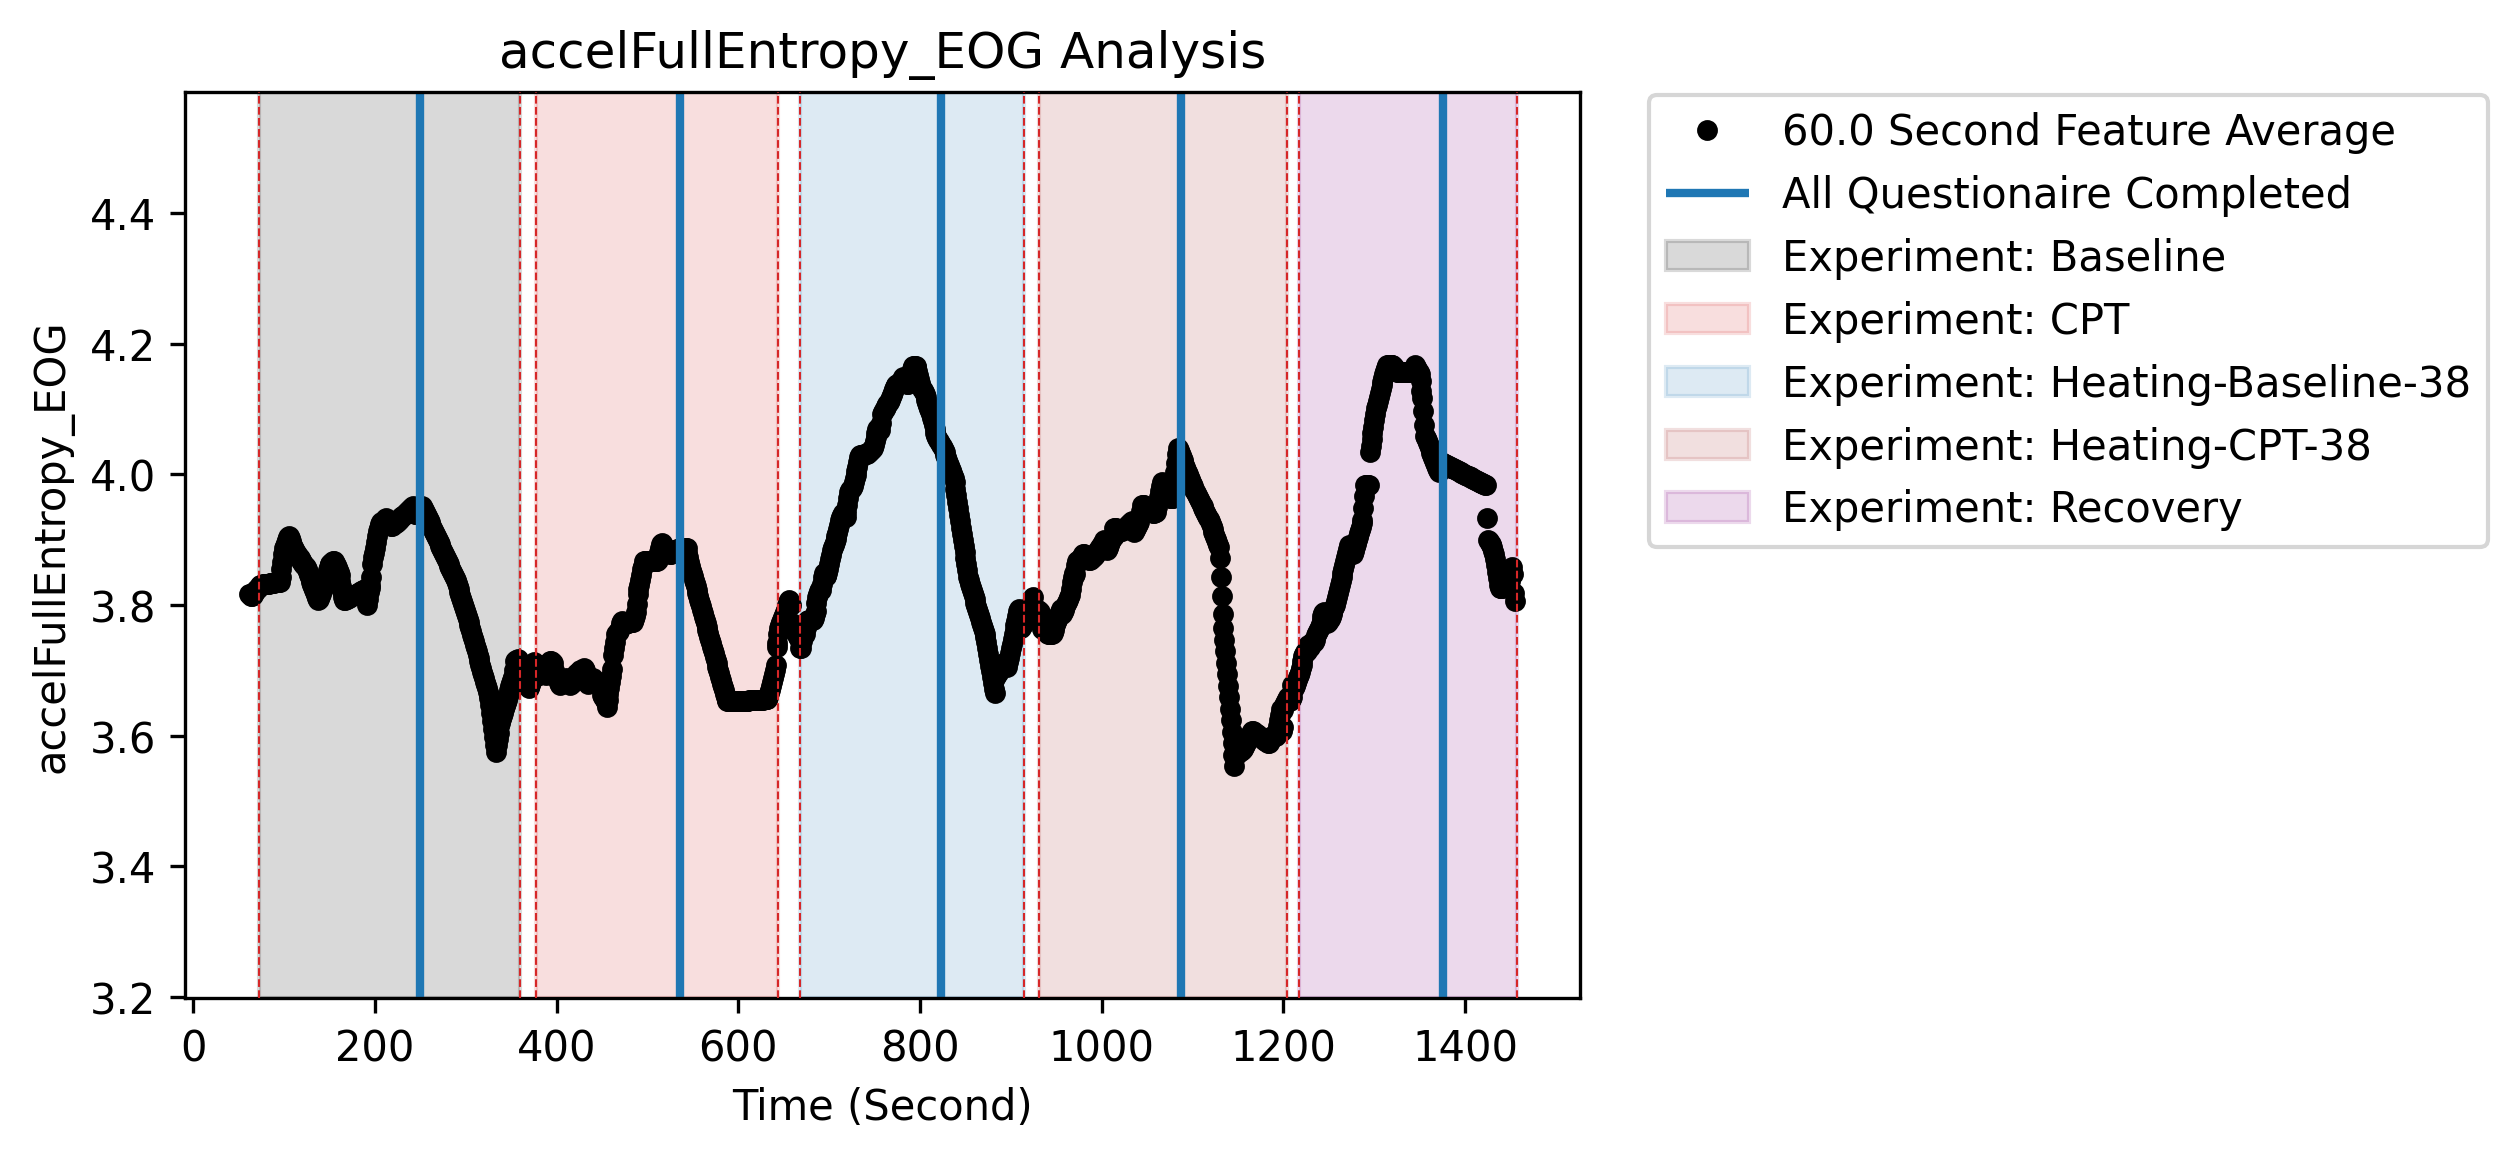 accelFullEntropy_EOG Analysis
accelFullEntropy_EOG
4.4
4.2
4.0
3.8
3.6
3.4
3.2
0 200 400 600 800 1000 1200 1400
Time (Second)
60.0 Second Feature Average
All Questionaire Completed
Experiment: Baseline
Experiment: CPT
Experiment: Heating-Baseline-38
Experiment: Heating-CPT-38
Experiment: Recovery